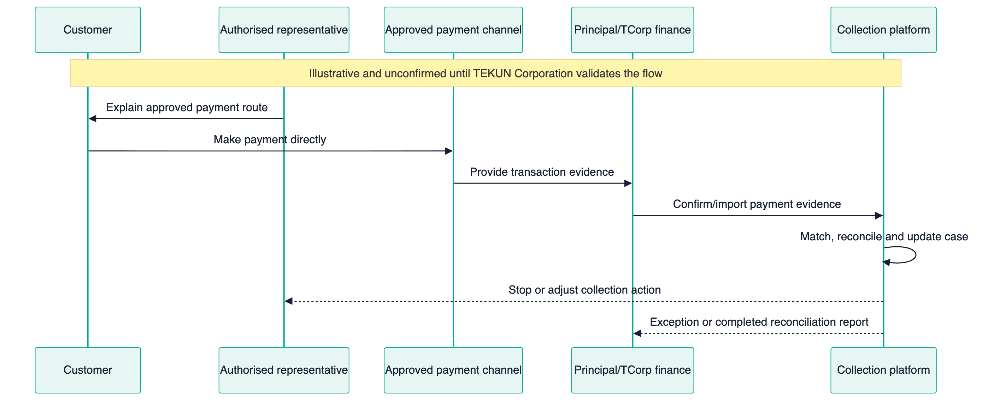 Customer
Authorised representative
Approved payment channel
Principal/TCorp finance
Collection platform
Illustrative and unconfirmed until TEKUN Corporation validates the flow
Explain approved payment route
Make payment directly
Provide transaction evidence
Confirm/import payment evidence
Match, reconcile and update case
Stop or adjust collection action
Exception or completed reconciliation report
Customer
Authorised representative
Approved payment channel
Principal/TCorp finance
Collection platform